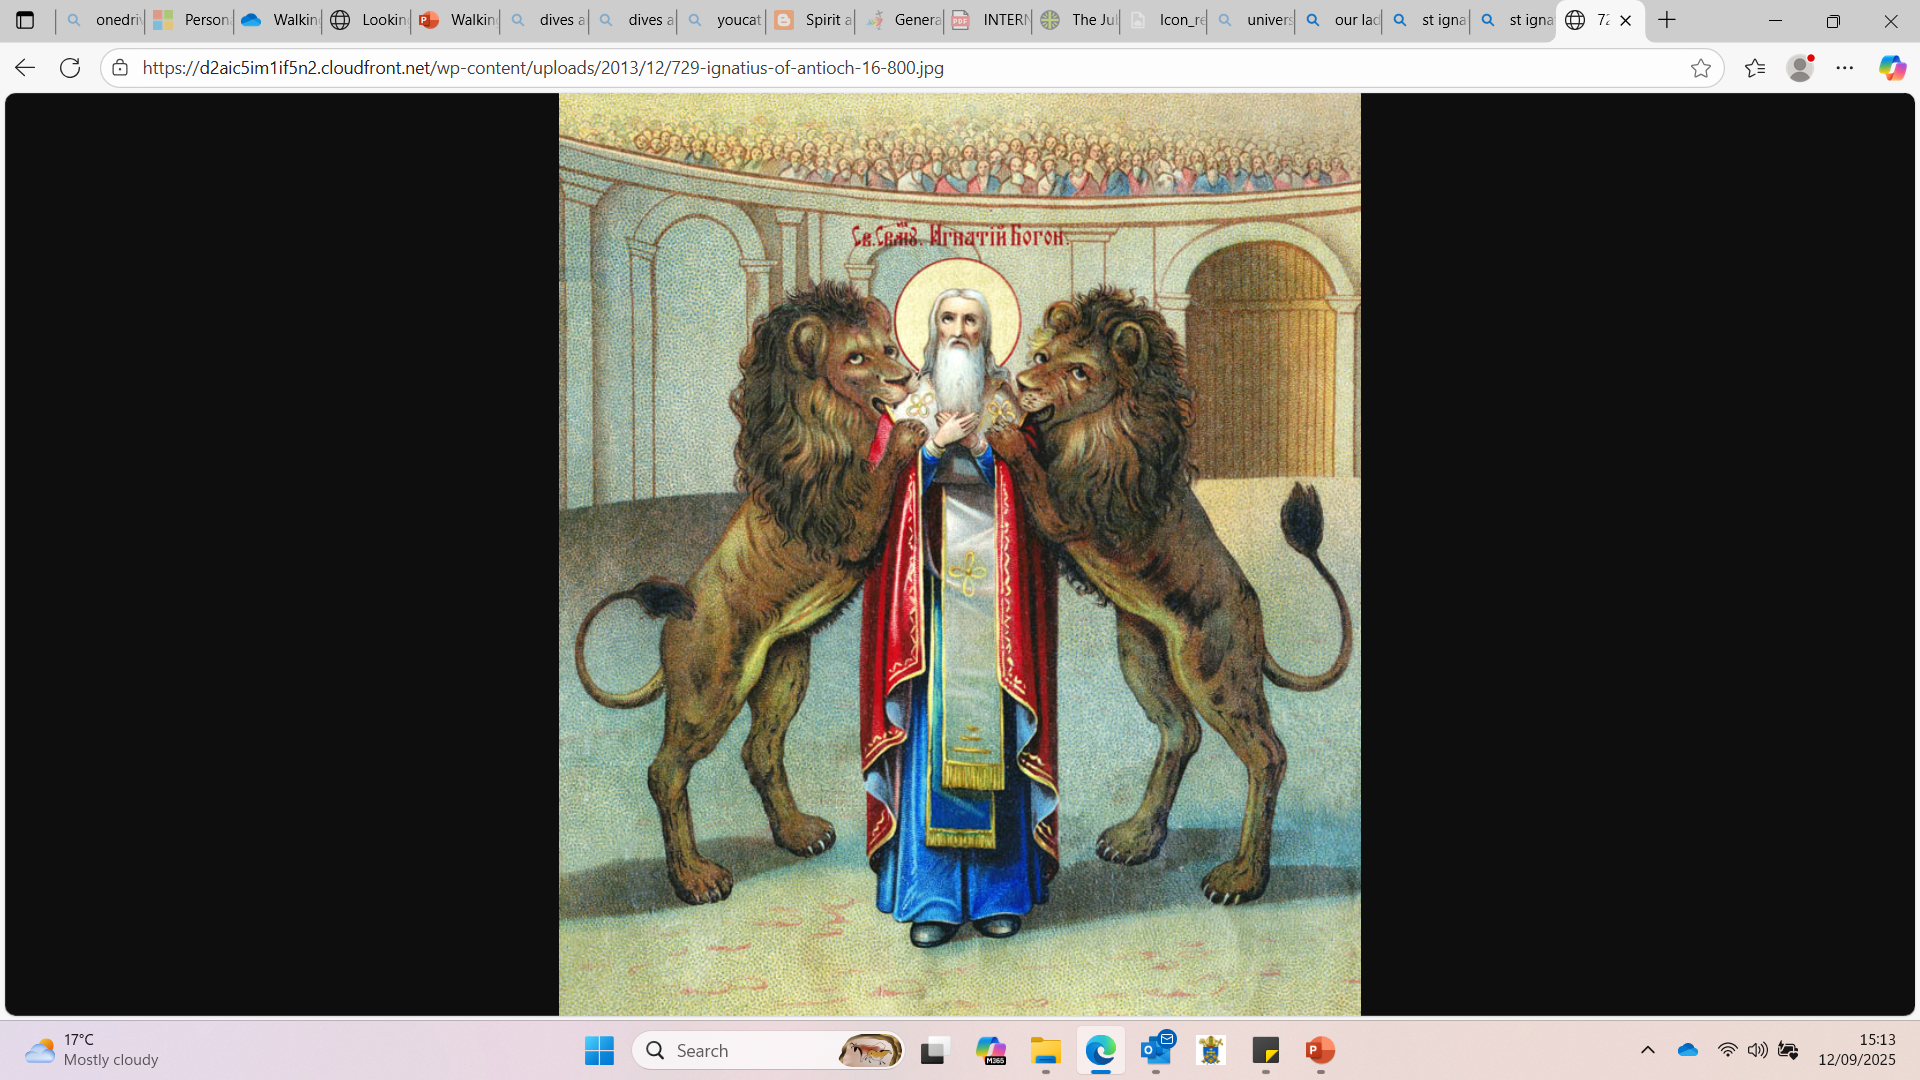 onedri
Person
Walkin
Lookin
Walkin
dives a
dives a
youcat
Spirit a
Genera
INTERN
The Ju
Icon_re
univers
our lad
st igna
st igna
72
https://d2aic5im1if5n2.cloudfront.net/wp-content/uploads/2013/12/729-ignatius-of-antioch-16-800.jpg
Игнатій Богон.
17°C
Mostly cloudy
Search
M365
15:13
12/09/2025